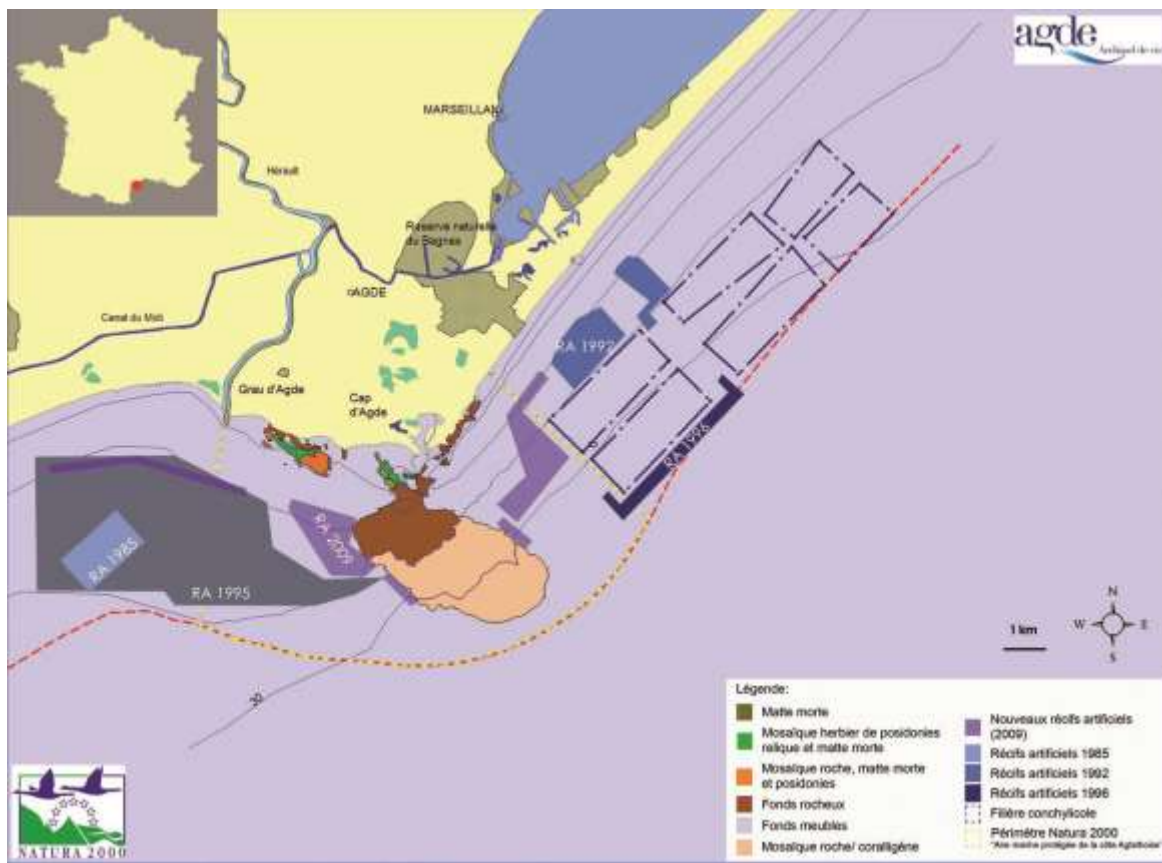 agde
MARSEILLAN
Hérault
Reserve naturelle
du Bagnas
AGDE
Canal du Midi
RA 1992
Grau d'Agde
Cap
d'Agde
RA 1996
RA 2009
RA 1985
RA 1995
N
W
E
S
1 km
30
Légende:
Matte morte
Mosaïque herbier de posidonies
relique et matte morte
Mosaïque roche, matte morte
et posidonies
Fonds rocheux
Fonds meubles
Mosaïque roche/ coralligène
Nouveaux récifs artificiels
(2009)
Récifs artificiels 1985
Récifs artificiels 1992
Récifs artificiels 1996
Filière conchylicole
Périmètre Natura 2000
NATURA 2000